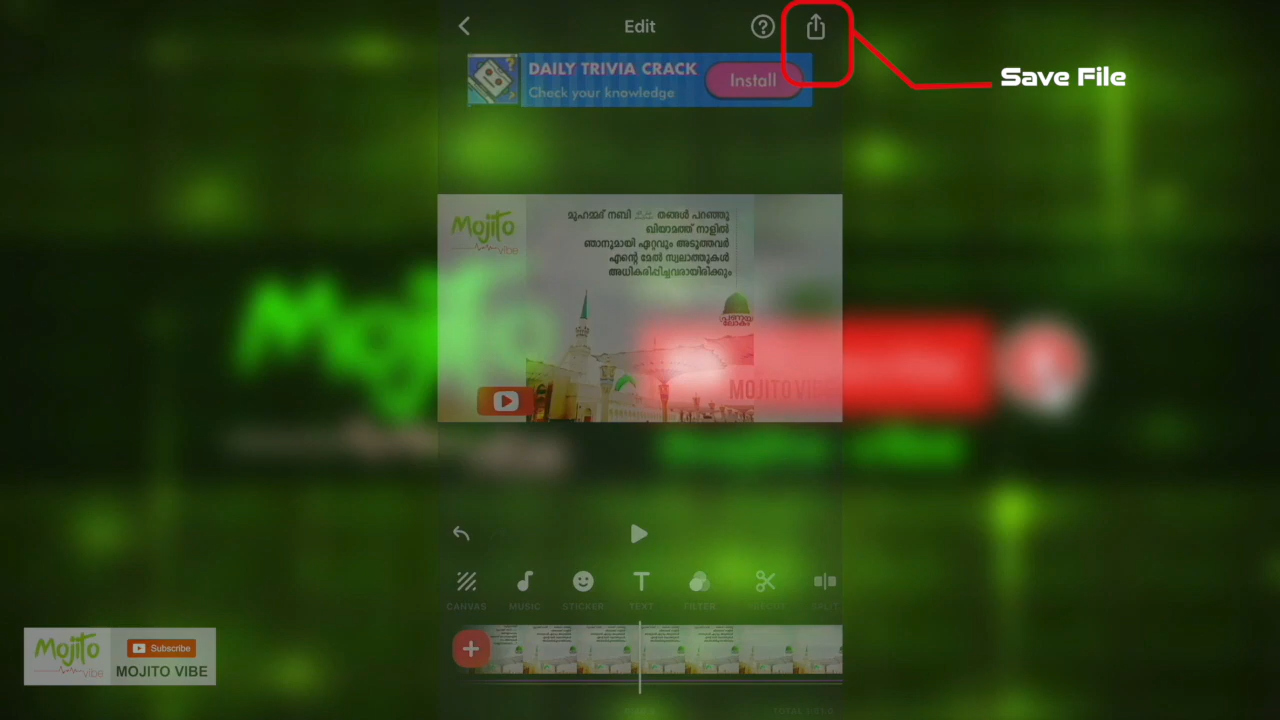 Edit
Save File
DAILY TRIVIA CRACK
Check your knowledge
Install
Mojito
vibe
മുഹമ്മദ് നബി ﷺ തങ്ങൾ പറഞ്ഞു
ഖിയാമത്ത് നാളിൽ
ഞാനുമായി ഏറ്റവും അടുത്തവർ
എന്റെ മേൽ സ്വലാത്തുകൾ
അധികരിപ്പിച്ചവരായിരിക്കും
പ്രണയ
ലോകം
MOJITO VIBE
CANVAS MUSIC STICKER TEXT FILTER SPLIT
Mojito
vibe
Subscribe
MOJITO VIBE